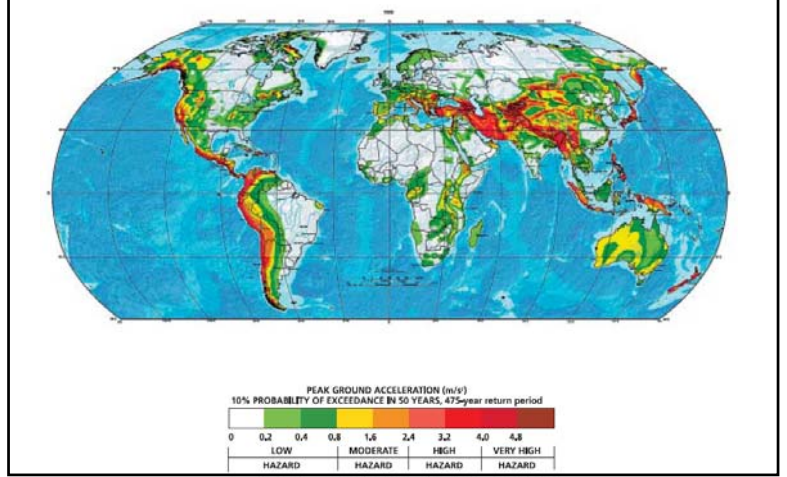 PEAK GROUND ACCELERATION (m/s²)
10% PROBABILITY OF EXCEEDANCE IN 50 YEARS, 475-year return period
0 0.2 0.4 0.8 1.6 2.4 3.2 4.0 4.8
LOW MODERATE HIGH VERY HIGH
HAZARD HAZARD HAZARD HAZARD